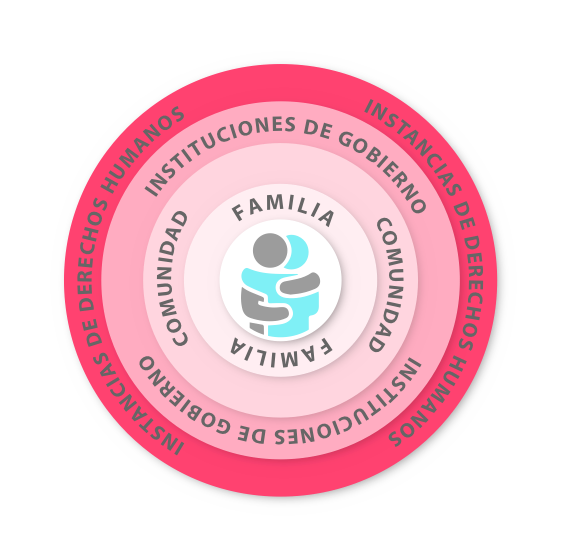 INSTANCIAS DE DERECHOS HUMANOS
INSTANCIAS DE DERECHOS HUMANOS
INSTITUCIONES DE GOBIERNO
COMUNIDAD
FAMILIA
COMUNIDAD
FAMILIA
INSTITUCIONES DE GOBIERNO